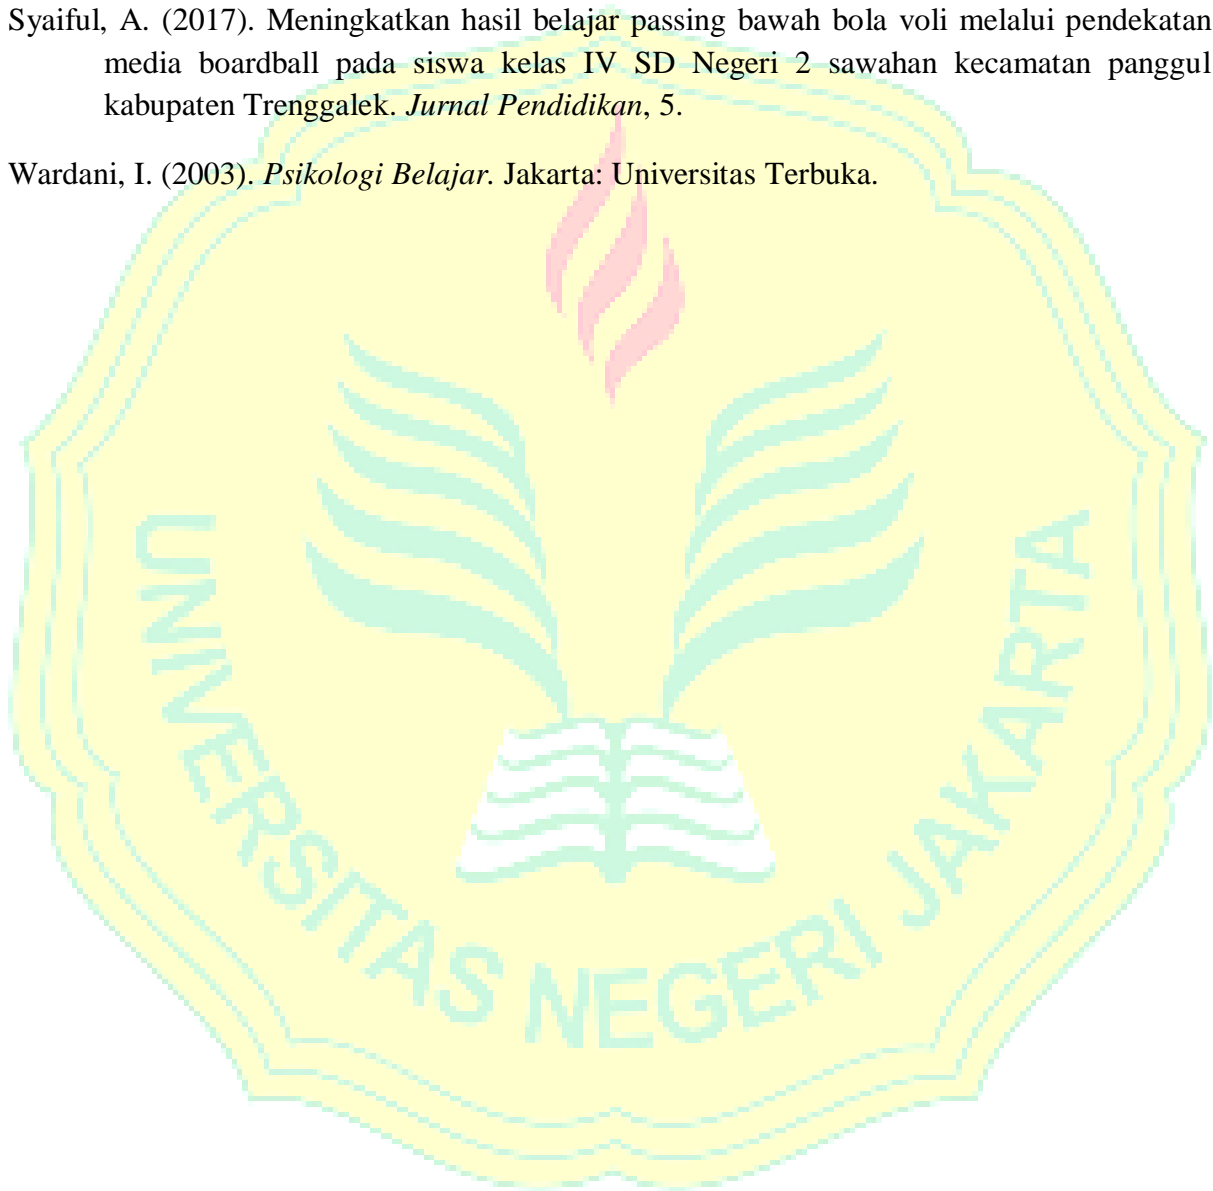 Syaiful, A. (2017). Meningkatkan hasil belajar passing bawah bola voli melalui pendekatan
media boardball pada siswa kelas IV SD Negeri 2 sawahan kecamatan panggul
kabupaten Trenggalek. Jurnal Pendidikan, 5.
Wardani, I. (2003). Psikologi Belajar. Jakarta: Universitas Terbuka.
UNIVERSITAS NEGERI JAKARTA